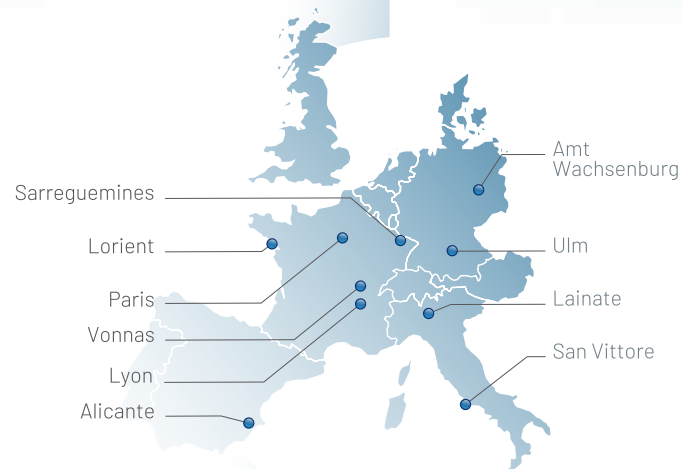 Sarreguemines
Lorient
Paris
Vonnas
Lyon
Alicante
Amt
Wachsenburg
Ulm
Lainate
San Vittore